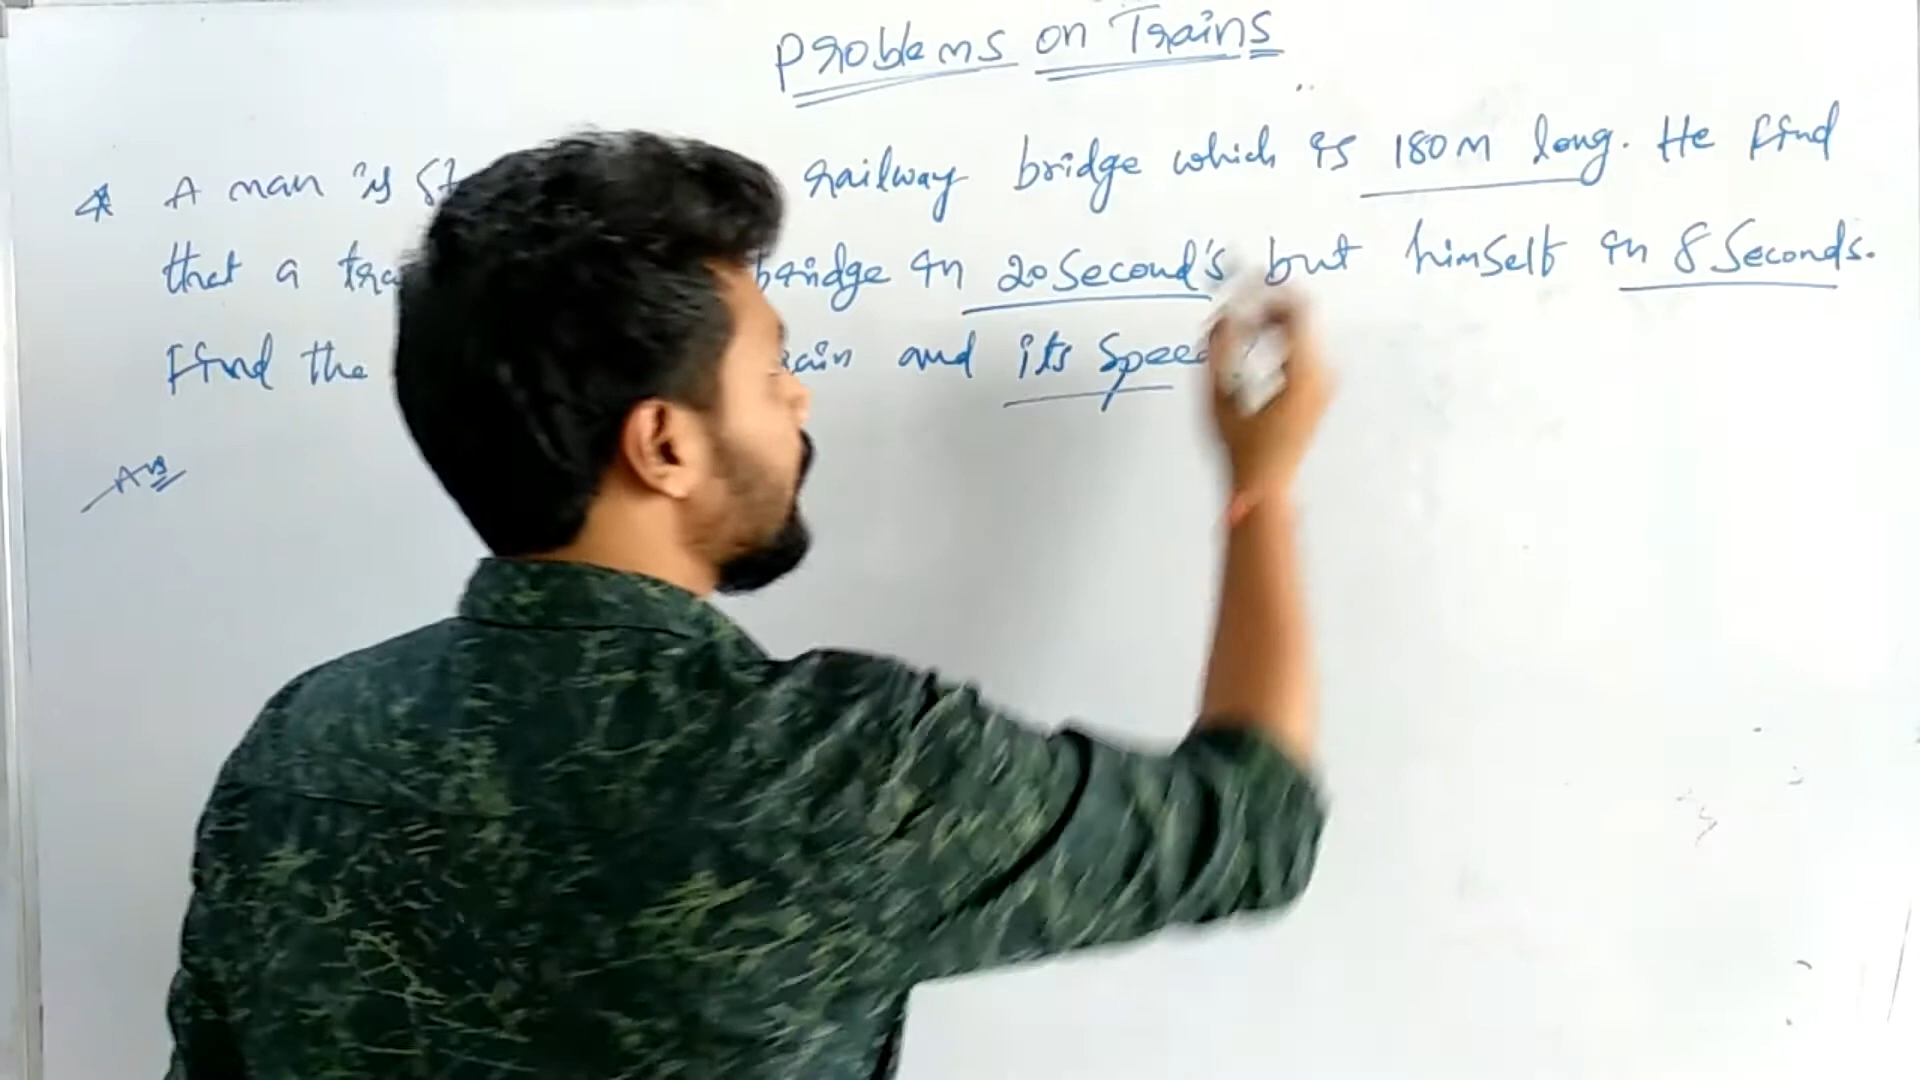 Problems on Trains
* A man is railway bridge which is 180m long. He find
that a bridge in 20 Second's but himself in 8 Seconds.
Find the and its Speed
Ans